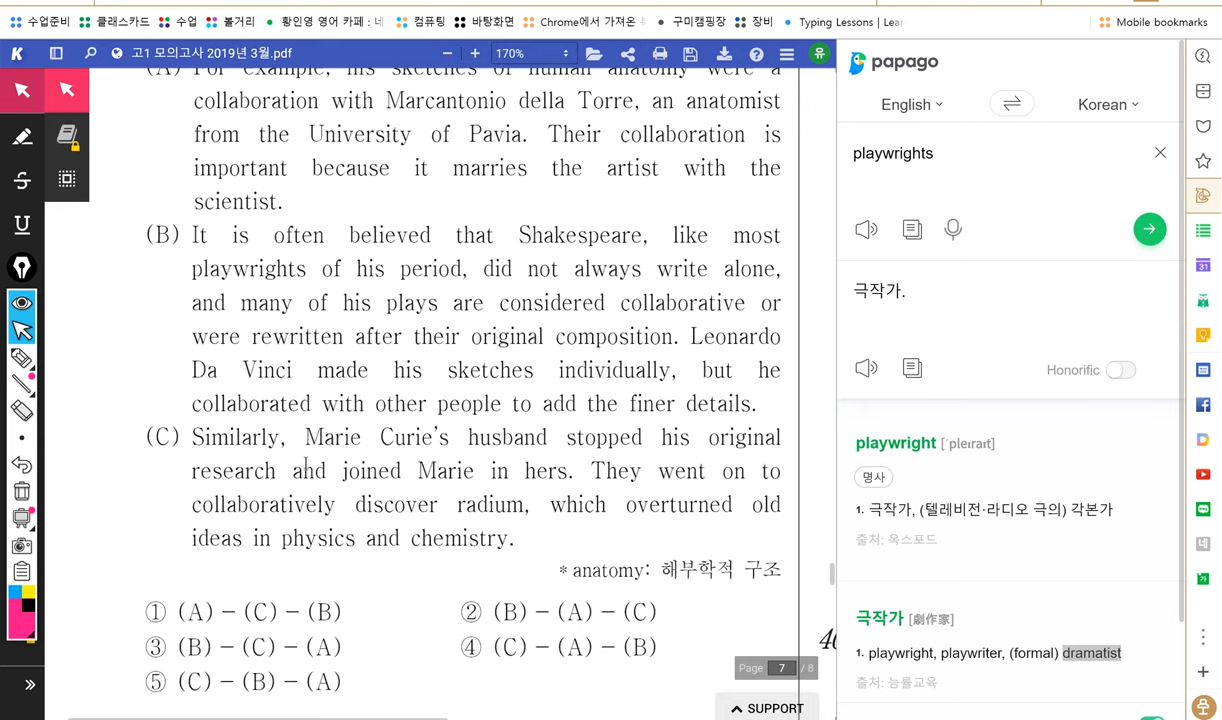 수업준비 클래스카드 수업 볼거리 황인영 영어 카페 : 네 컴퓨팅 바탕화면 Chrome에서 가져온 구미캠핑장 장비 Typing Lessons | Lear Mobile bookmarks
K 고1 모의고사 2019년 3월.pdf 170% 유
(A) For example, his sketches of human anatomy were a
collaboration with Marcantonio della Torre, an anatomist
from the University of Pavia. Their collaboration is
important because it marries the artist with the
scientist.
(B) It is often believed that Shakespeare, like most
playwrights of his period, did not always write alone,
and many of his plays are considered collaborative or
were rewritten after their original composition. Leonardo
Da Vinci made his sketches individually, but he
collaborated with other people to add the finer details.
(C) Similarly, Marie Curie's husband stopped his original
research and joined Marie in hers. They went on to
collaboratively discover radium, which overturned old
ideas in physics and chemistry.
* anatomy: 해부학적 구조
① (A) - (C) - (B) ② (B) - (A) - (C)
③ (B) - (C) - (A) ④ (C) - (A) - (B)
⑤ (C) - (B) - (A)
Page 7 / 8
SUPPORT
papago
English Korean
playwrights
극작가.
Honorific
playwright [ˈpleɪraɪt]
명사
1. 극작가, (텔레비전·라디오 극의) 각본가
출처: 옥스포드
극작가 [劇作家]
1. playwright, playwriter, (formal) dramatist
출처: 능률교육